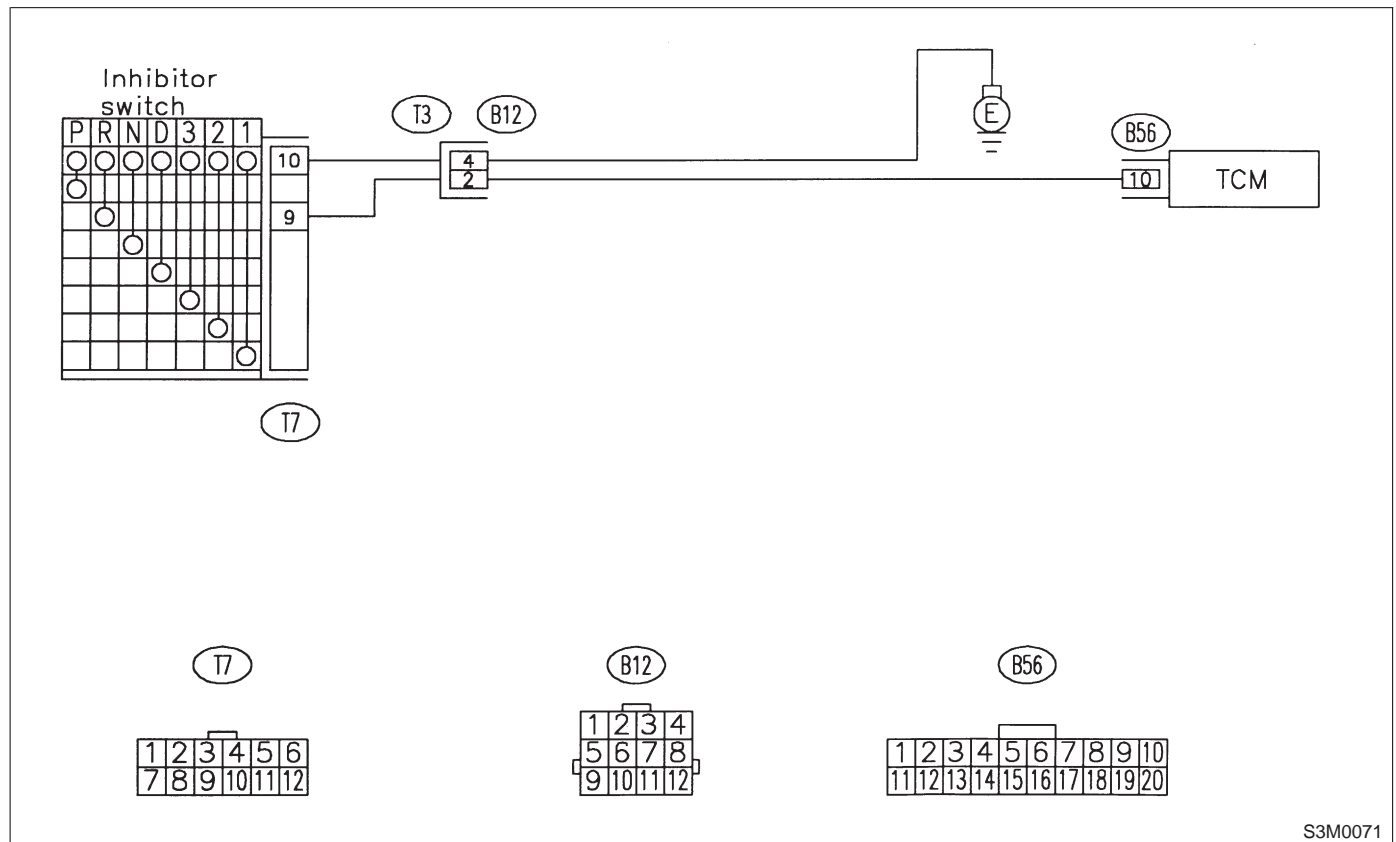 Inhibitor
switch
P R N D 3 2 1
T3 B12
E
B56
10
4
2
10
TCM
9
T7
T7
B12
B56
1 2 3 4 5 6
7 8 9 10 11 12
1 2 3 4
5 6 7 8
9 10 11 12
1 2 3 4 5 6 7 8 9 10
11 12 13 14 15 16 17 18 19 20
S3M0071